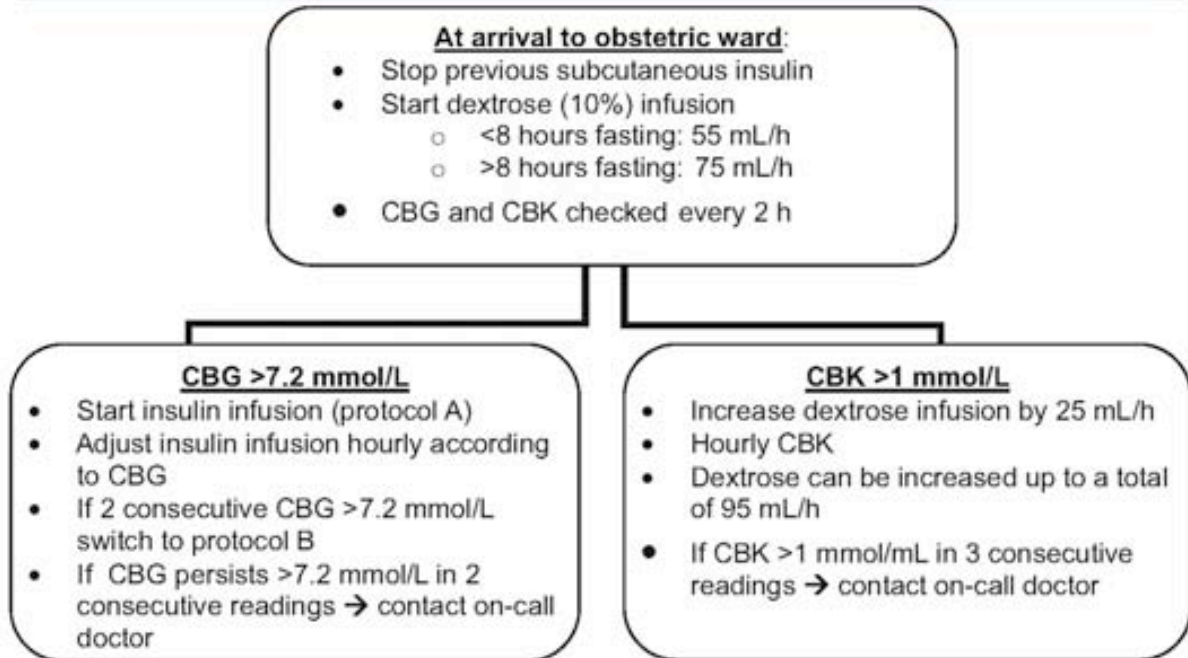 At arrival to obstetric ward:
• Stop previous subcutaneous insulin
• Start dextrose (10%) infusion
o <8 hours fasting: 55 mL/h
o >8 hours fasting: 75 mL/h
• CBG and CBK checked every 2 h
CBG >7.2 mmol/L
• Start insulin infusion (protocol A)
• Adjust insulin infusion hourly according
to CBG
• If 2 consecutive CBG >7.2 mmol/L
switch to protocol B
• If CBG persists >7.2 mmol/L in 2
consecutive readings → contact on-call
doctor
CBK >1 mmol/L
• Increase dextrose infusion by 25 mL/h
• Hourly CBK
• Dextrose can be increased up to a total
of 95 mL/h
• If CBK >1 mmol/mL in 3 consecutive
readings → contact on-call doctor